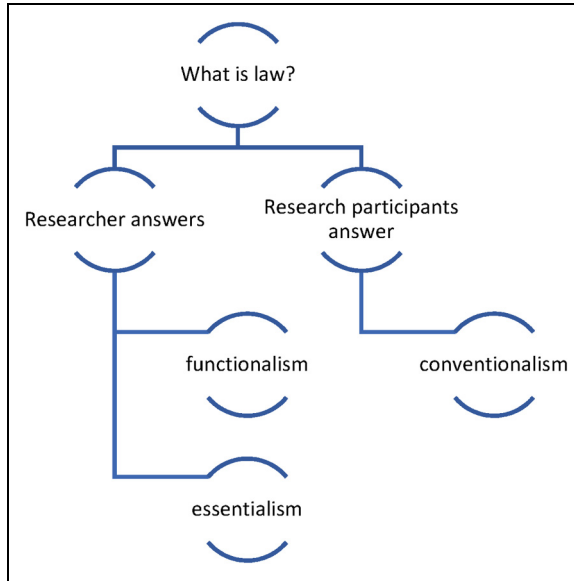 What is law?
Researcher answers
Research participants
answer
functionalism
conventionalism
essentialism